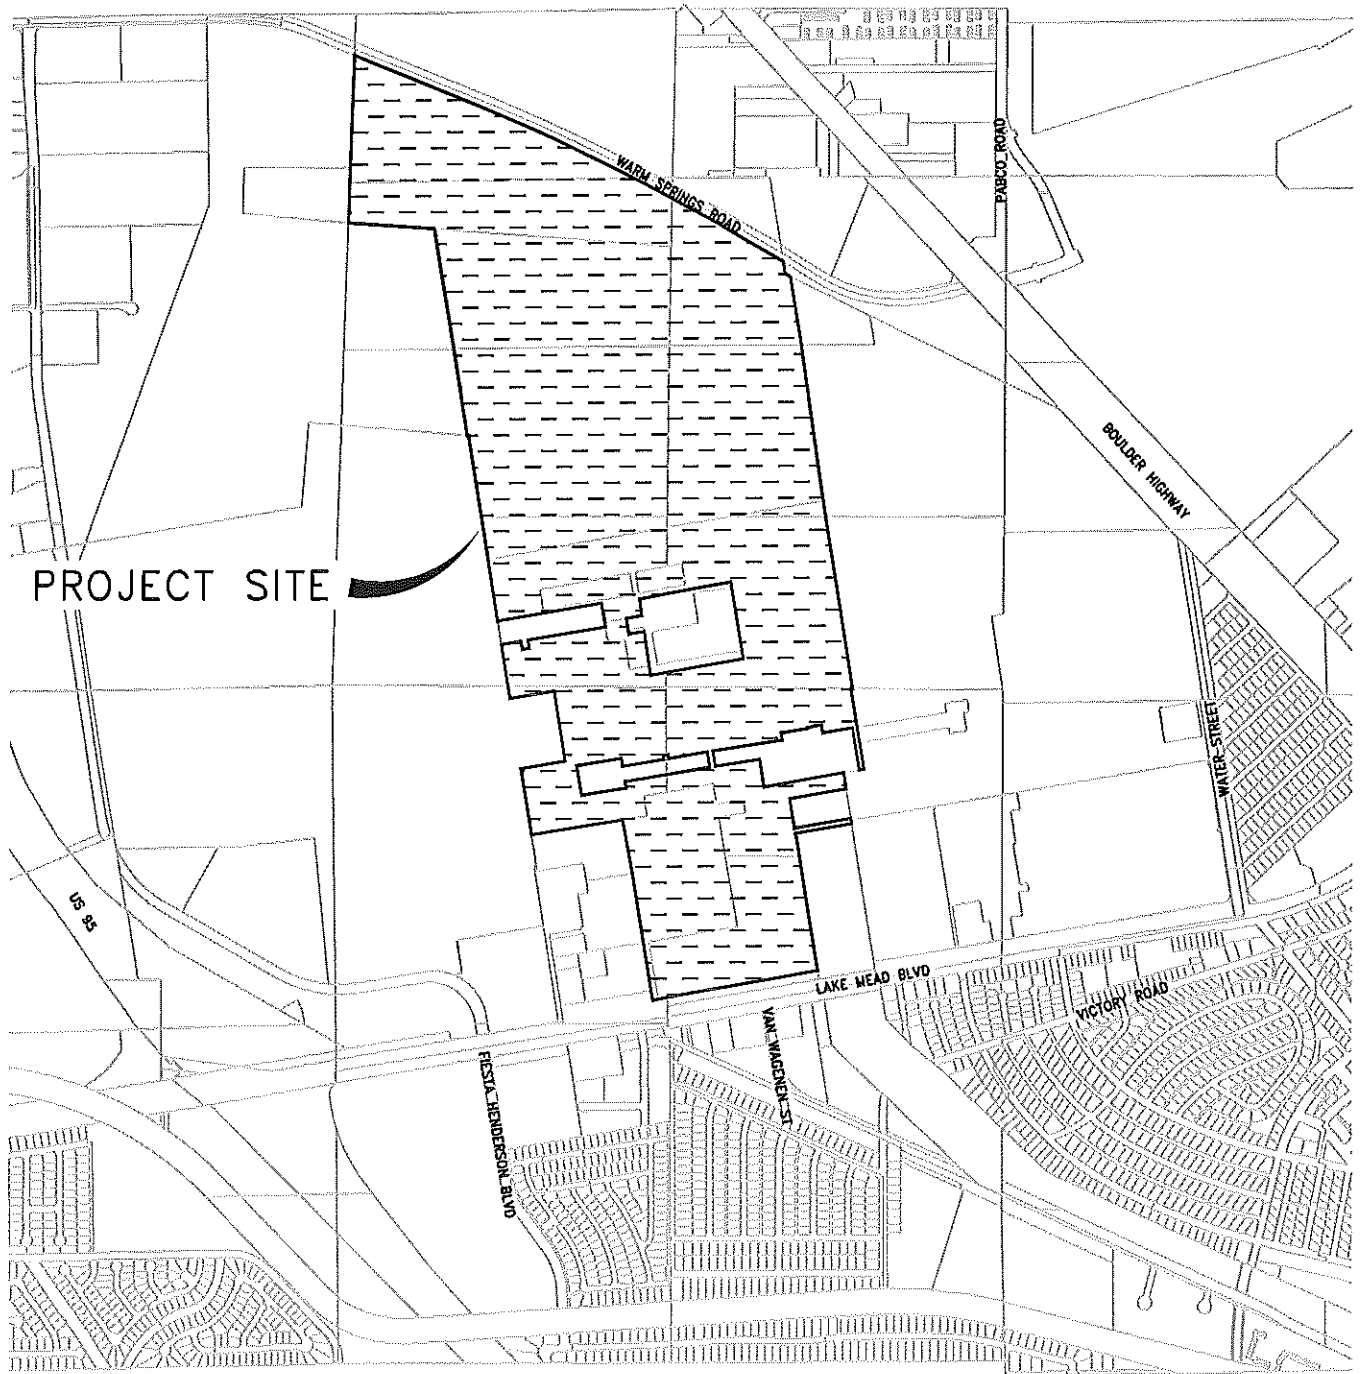 WARM SPRINGS ROAD
PABCO ROAD
BOULDER HIGHWAY
PROJECT SITE
WATER STREET
US 95
LAKE MEAD BLVD
VICTORY ROAD
VAN WAGENEN ST
FIESTA HENDERSON BLVD